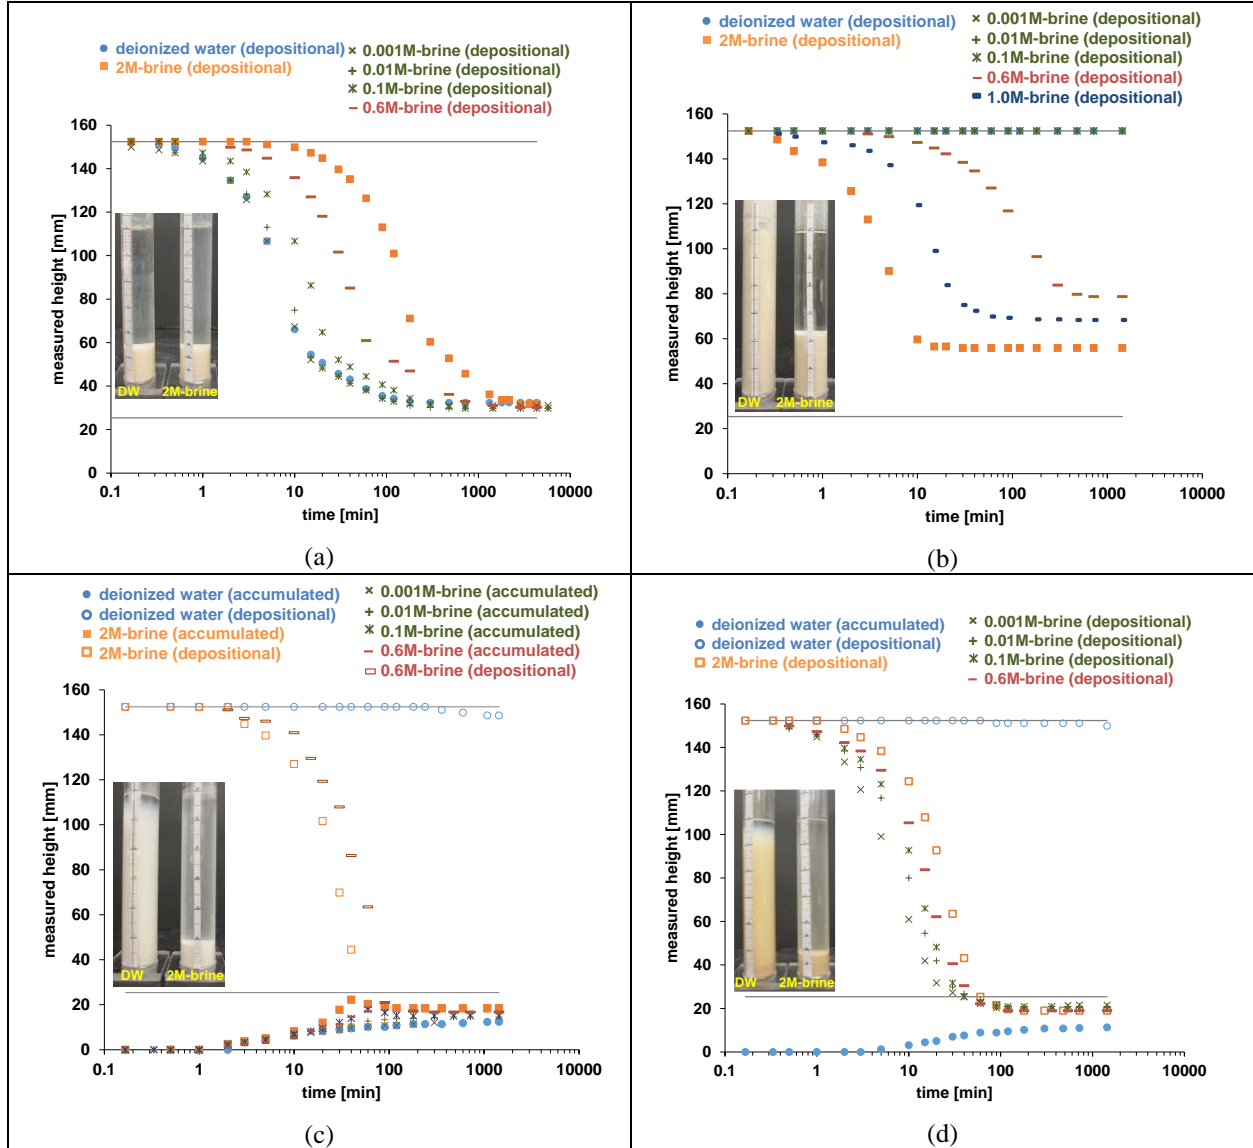 deionized water (depositional)
2M-brine (depositional)
0.001M-brine (depositional)
0.01M-brine (depositional)
0.1M-brine (depositional)
0.6M-brine (depositional)
measured height [mm]
160
140
120
100
80
60
40
20
0
DW
2M-brine
0.1
1
10
100
1000
10000
time [min]
(a)
deionized water (depositional)
2M-brine (depositional)
0.001M-brine (depositional)
0.01M-brine (depositional)
0.1M-brine (depositional)
0.6M-brine (depositional)
1.0M-brine (depositional)
measured height [mm]
160
140
120
100
80
60
40
20
0
DW
2M-brine
0.1
1
10
100
1000
10000
time [min]
(b)
deionized water (accumulated)
deionized water (depositional)
2M-brine (accumulated)
2M-brine (depositional)
0.001M-brine (accumulated)
0.01M-brine (accumulated)
0.1M-brine (accumulated)
0.6M-brine (accumulated)
0.6M-brine (depositional)
measured height [mm]
160
140
120
100
80
60
40
20
0
DW
2M-brine
0.1
1
10
100
1000
10000
time [min]
(c)
deionized water (accumulated)
deionized water (depositional)
2M-brine (depositional)
0.001M-brine (depositional)
0.01M-brine (depositional)
0.1M-brine (depositional)
0.6M-brine (depositional)
measured height [mm]
160
140
120
100
80
60
40
20
0
DW
2M-brine
0.1
1
10
100
1000
10000
time [min]
(d)